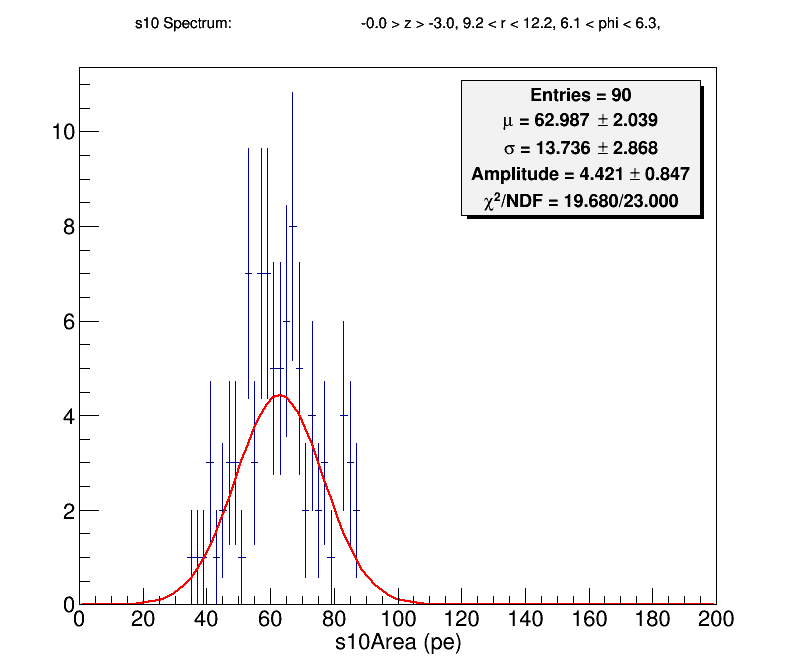 s10 Spectrum: -0.0 > z > -3.0, 9.2 < r < 12.2, 6.1 < phi < 6.3,
Entries = 90
μ = 62.987 ± 2.039
σ = 13.736 ± 2.868
Amplitude = 4.421 ± 0.847
χ²/NDF = 19.680/23.000
10
8
6
4
2
0
0 20 40 60 80 100 120 140 160 180 200
s10Area (pe)